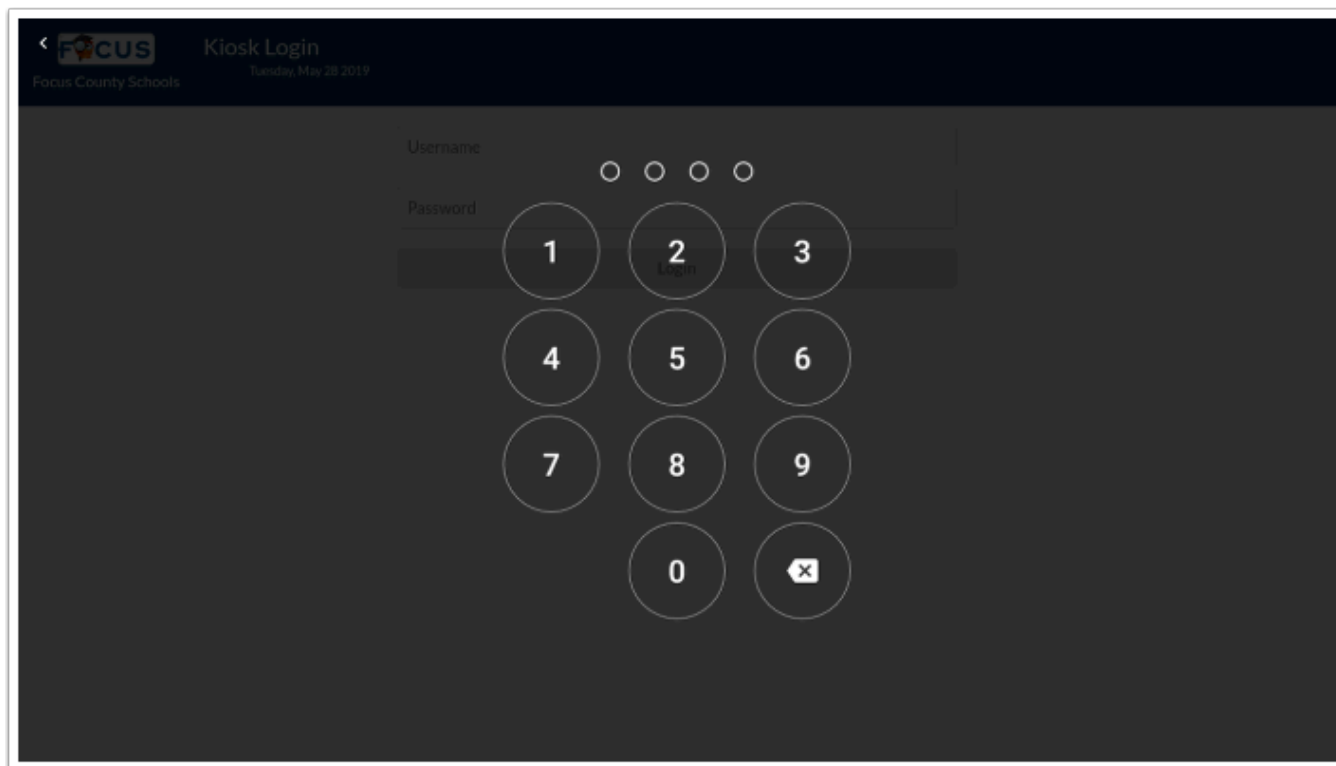 FOCUS
Kiosk Login
Tuesday, May 28 2019
Focus County Schools
Username
Password
Login
1 2 3
4 5 6
7 8 9
0